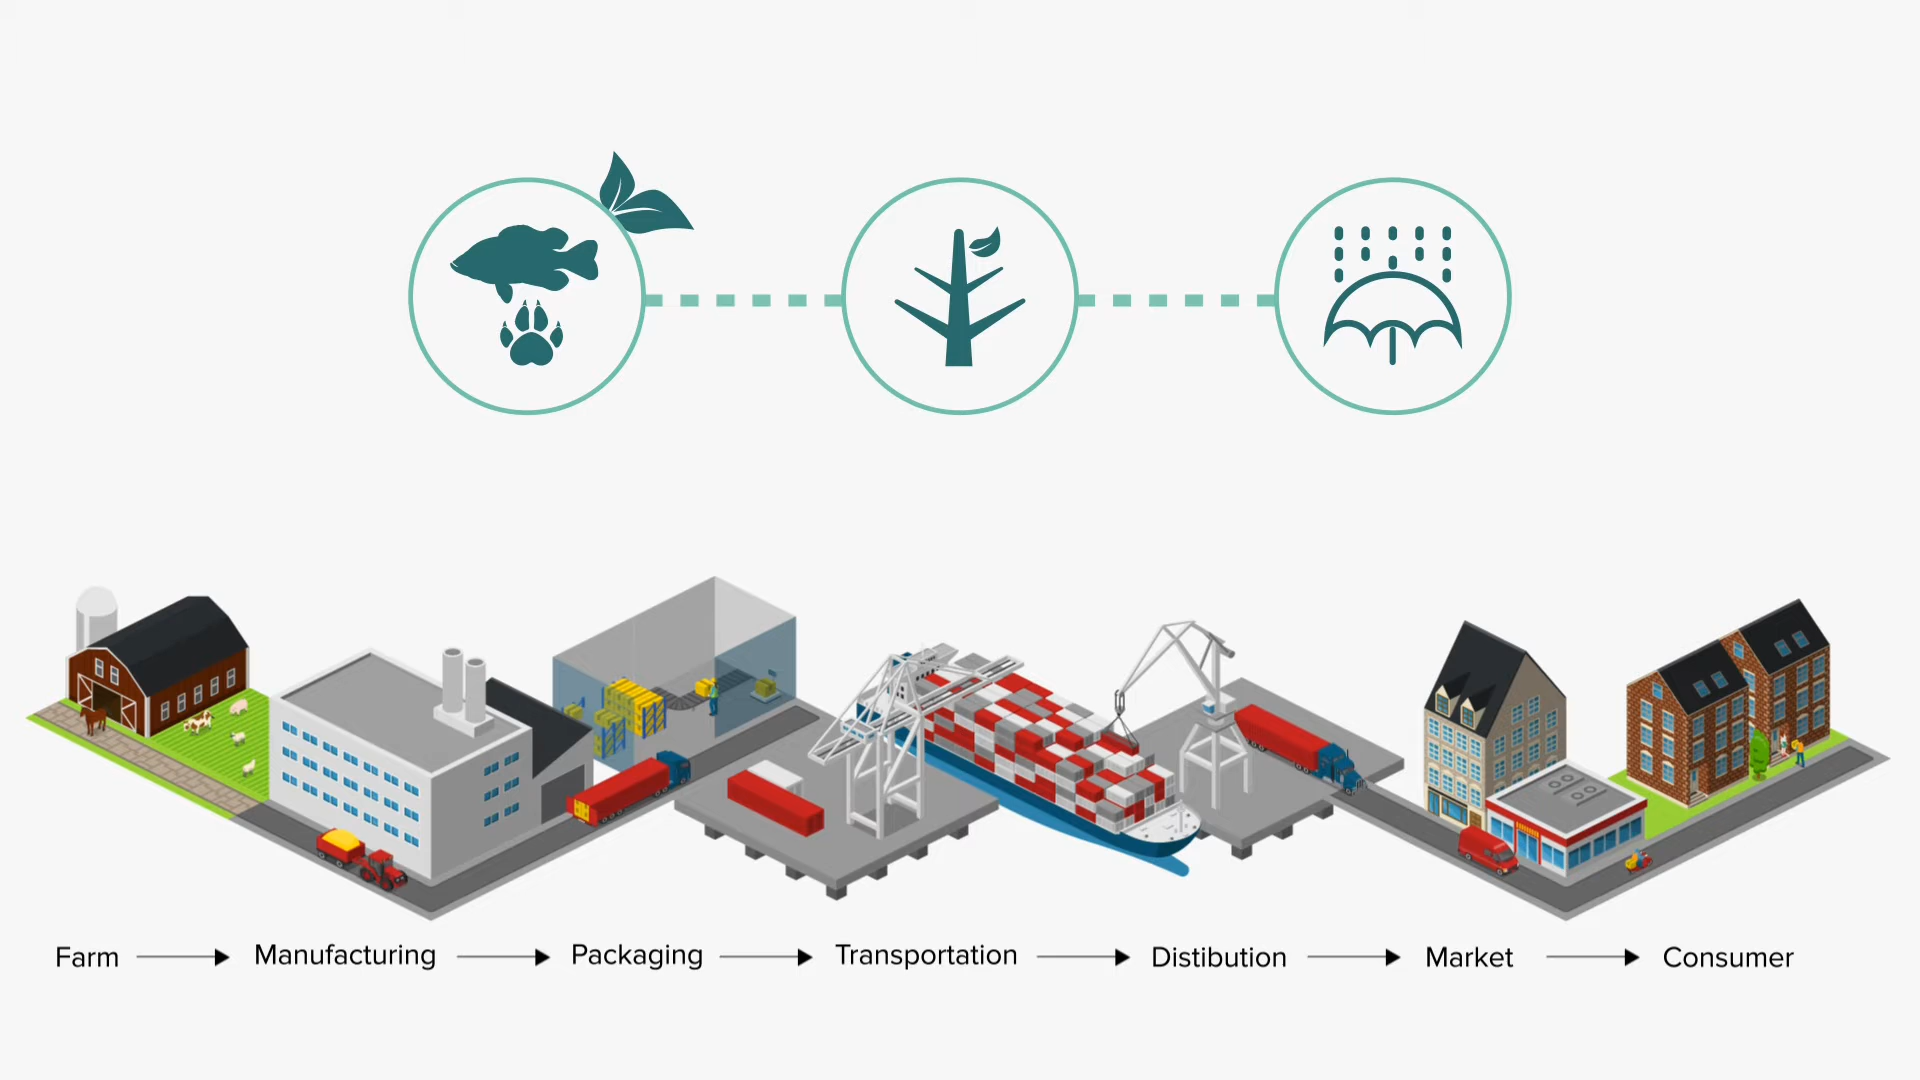 Farm
Manufacturing
Packaging
Transportation
Distibution
Market
Consumer